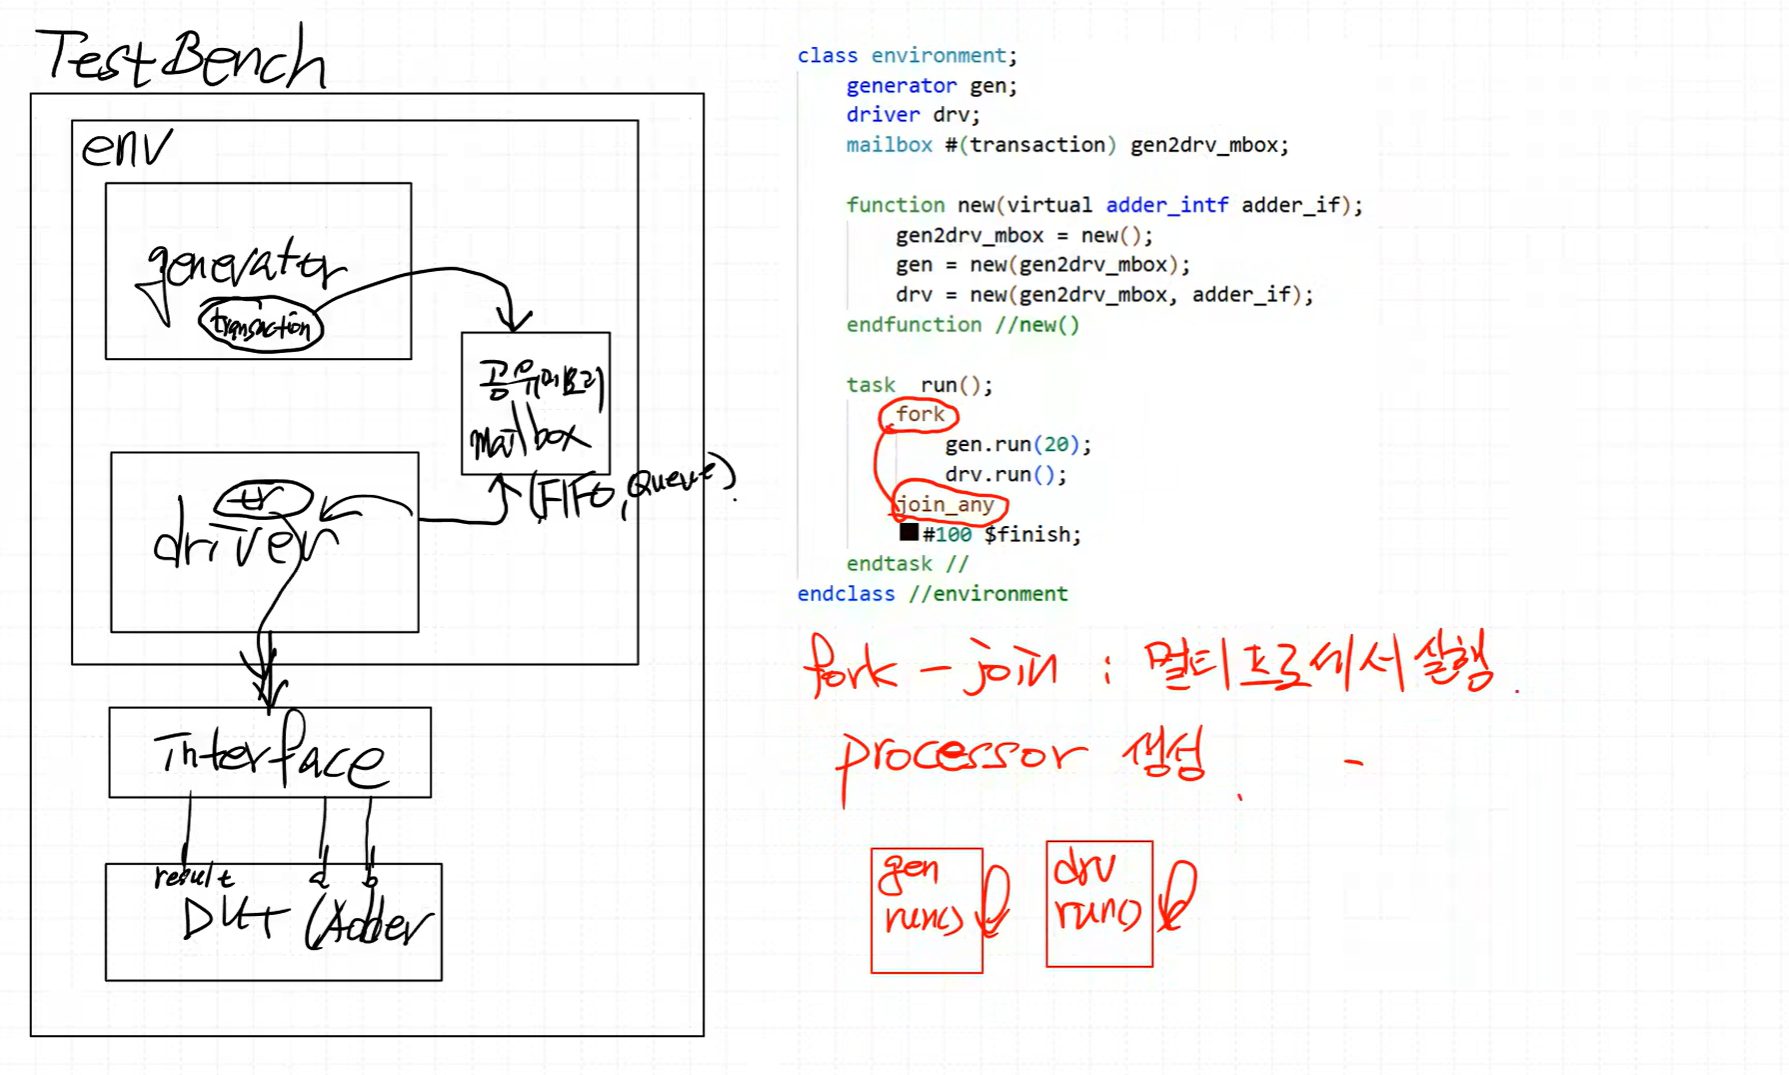 TestBench
env
generator
transaction
공유메모리
mailbox
(FIFO, Queue).
tr
driver
interface
result a b
DUT (Adder
class environment;
generator gen;
driver drv;
mailbox #(transaction) gen2drv_mbox;
function new(virtual adder_intf adder_if);
gen2drv_mbox = new();
gen = new(gen2drv_mbox);
drv = new(gen2drv_mbox, adder_if);
endfunction //new()
task run();
fork
gen.run(20);
drv.run();
join_any
#100 $finish;
endtask //
endclass //environment
fork - join : 멀티프로세서 실행.
processor 생성.
gen
run()
drv
run()